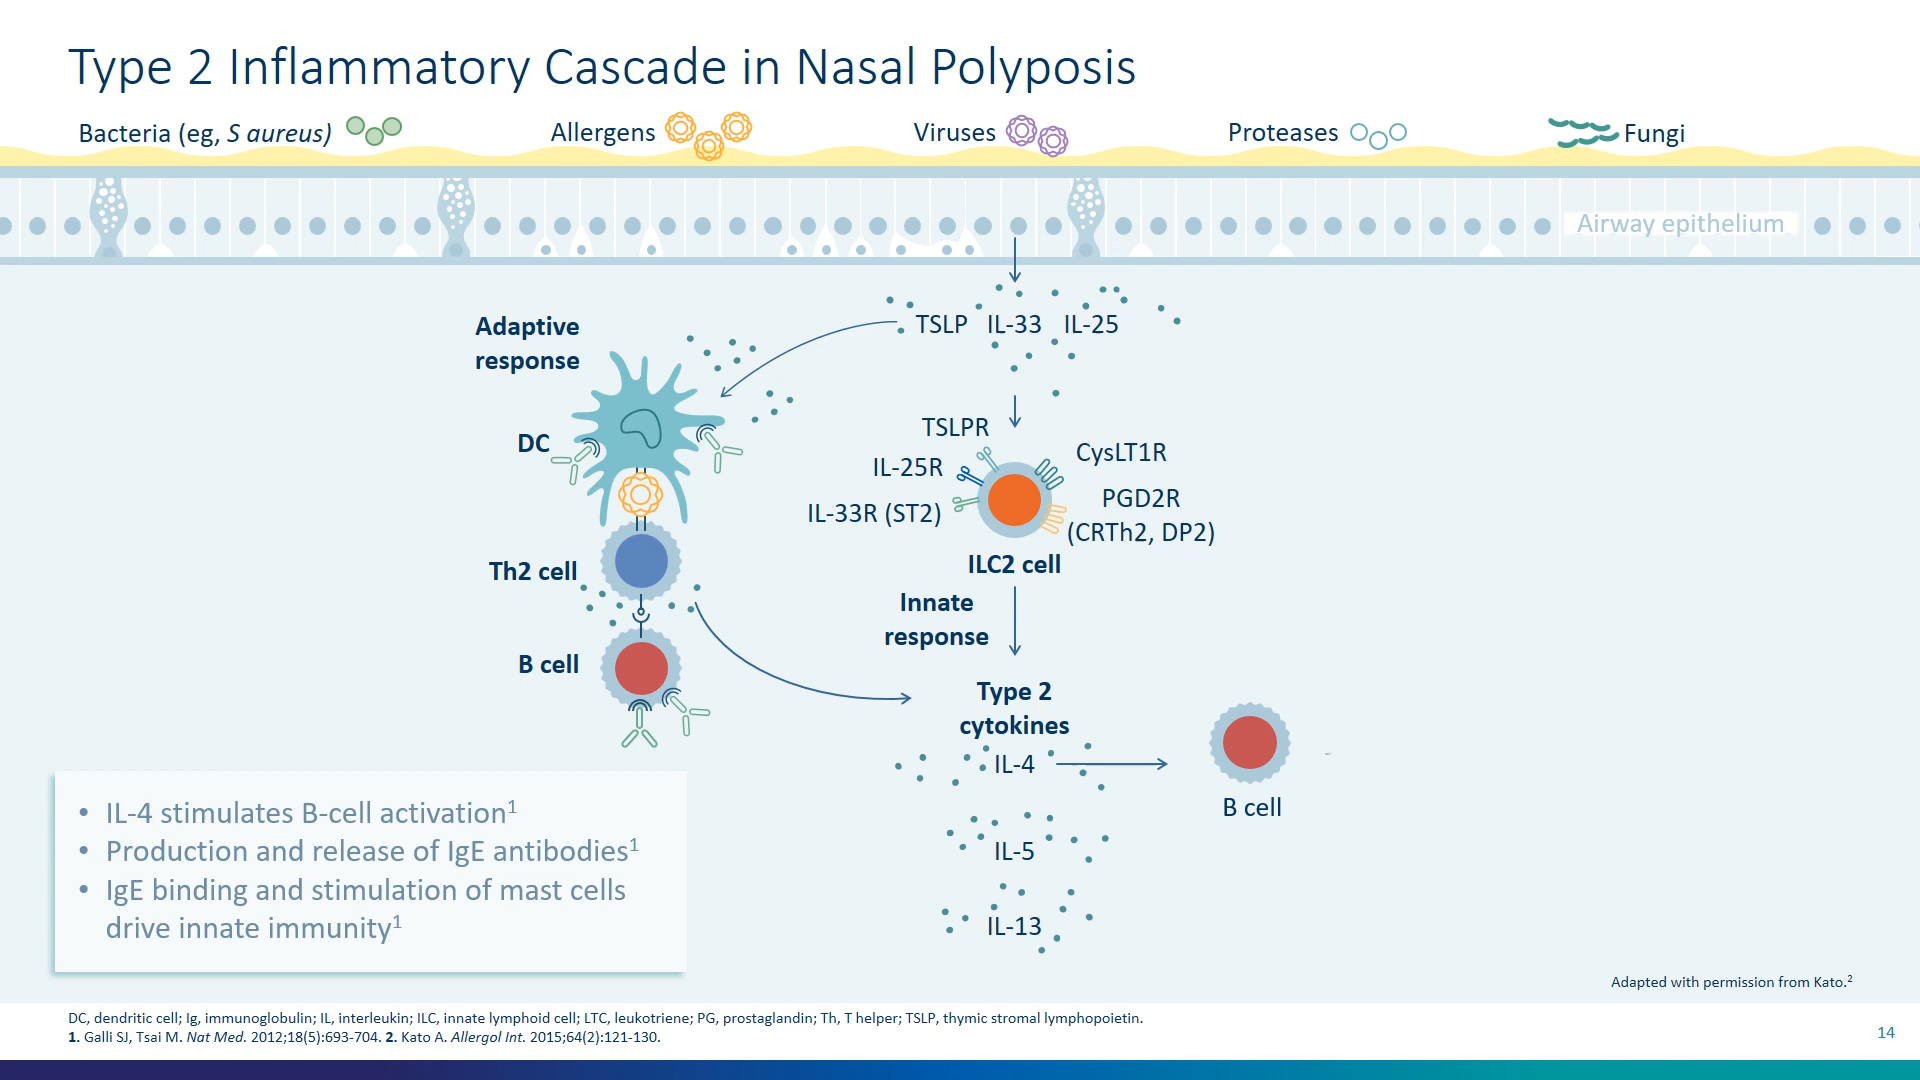 Type 2 Inflammatory Cascade in Nasal Polyposis
Bacteria (eg, S aureus)
Allergens
Viruses
Proteases
Fungi
Airway epithelium
Adaptive
response
TSLP IL-33 IL-25
DC
TSLPR
IL-25R
IL-33R (ST2)
CysLT1R
PGD2R
(CRTh2, DP2)
ILC2 cell
Th2 cell
Innate
response
B cell
Type 2
cytokines
IL-4
B cell
IL-5
IL-13
• IL-4 stimulates B-cell activation¹
• Production and release of IgE antibodies¹
• IgE binding and stimulation of mast cells
drive innate immunity¹
Adapted with permission from Kato.²
DC, dendritic cell; Ig, immunoglobulin; IL, interleukin; ILC, innate lymphoid cell; LTC, leukotriene; PG, prostaglandin; Th, T helper; TSLP, thymic stromal lymphopoietin.
1. Galli SJ, Tsai M. Nat Med. 2012;18(5):693-704. 2. Kato A. Allergol Int. 2015;64(2):121-130.
14